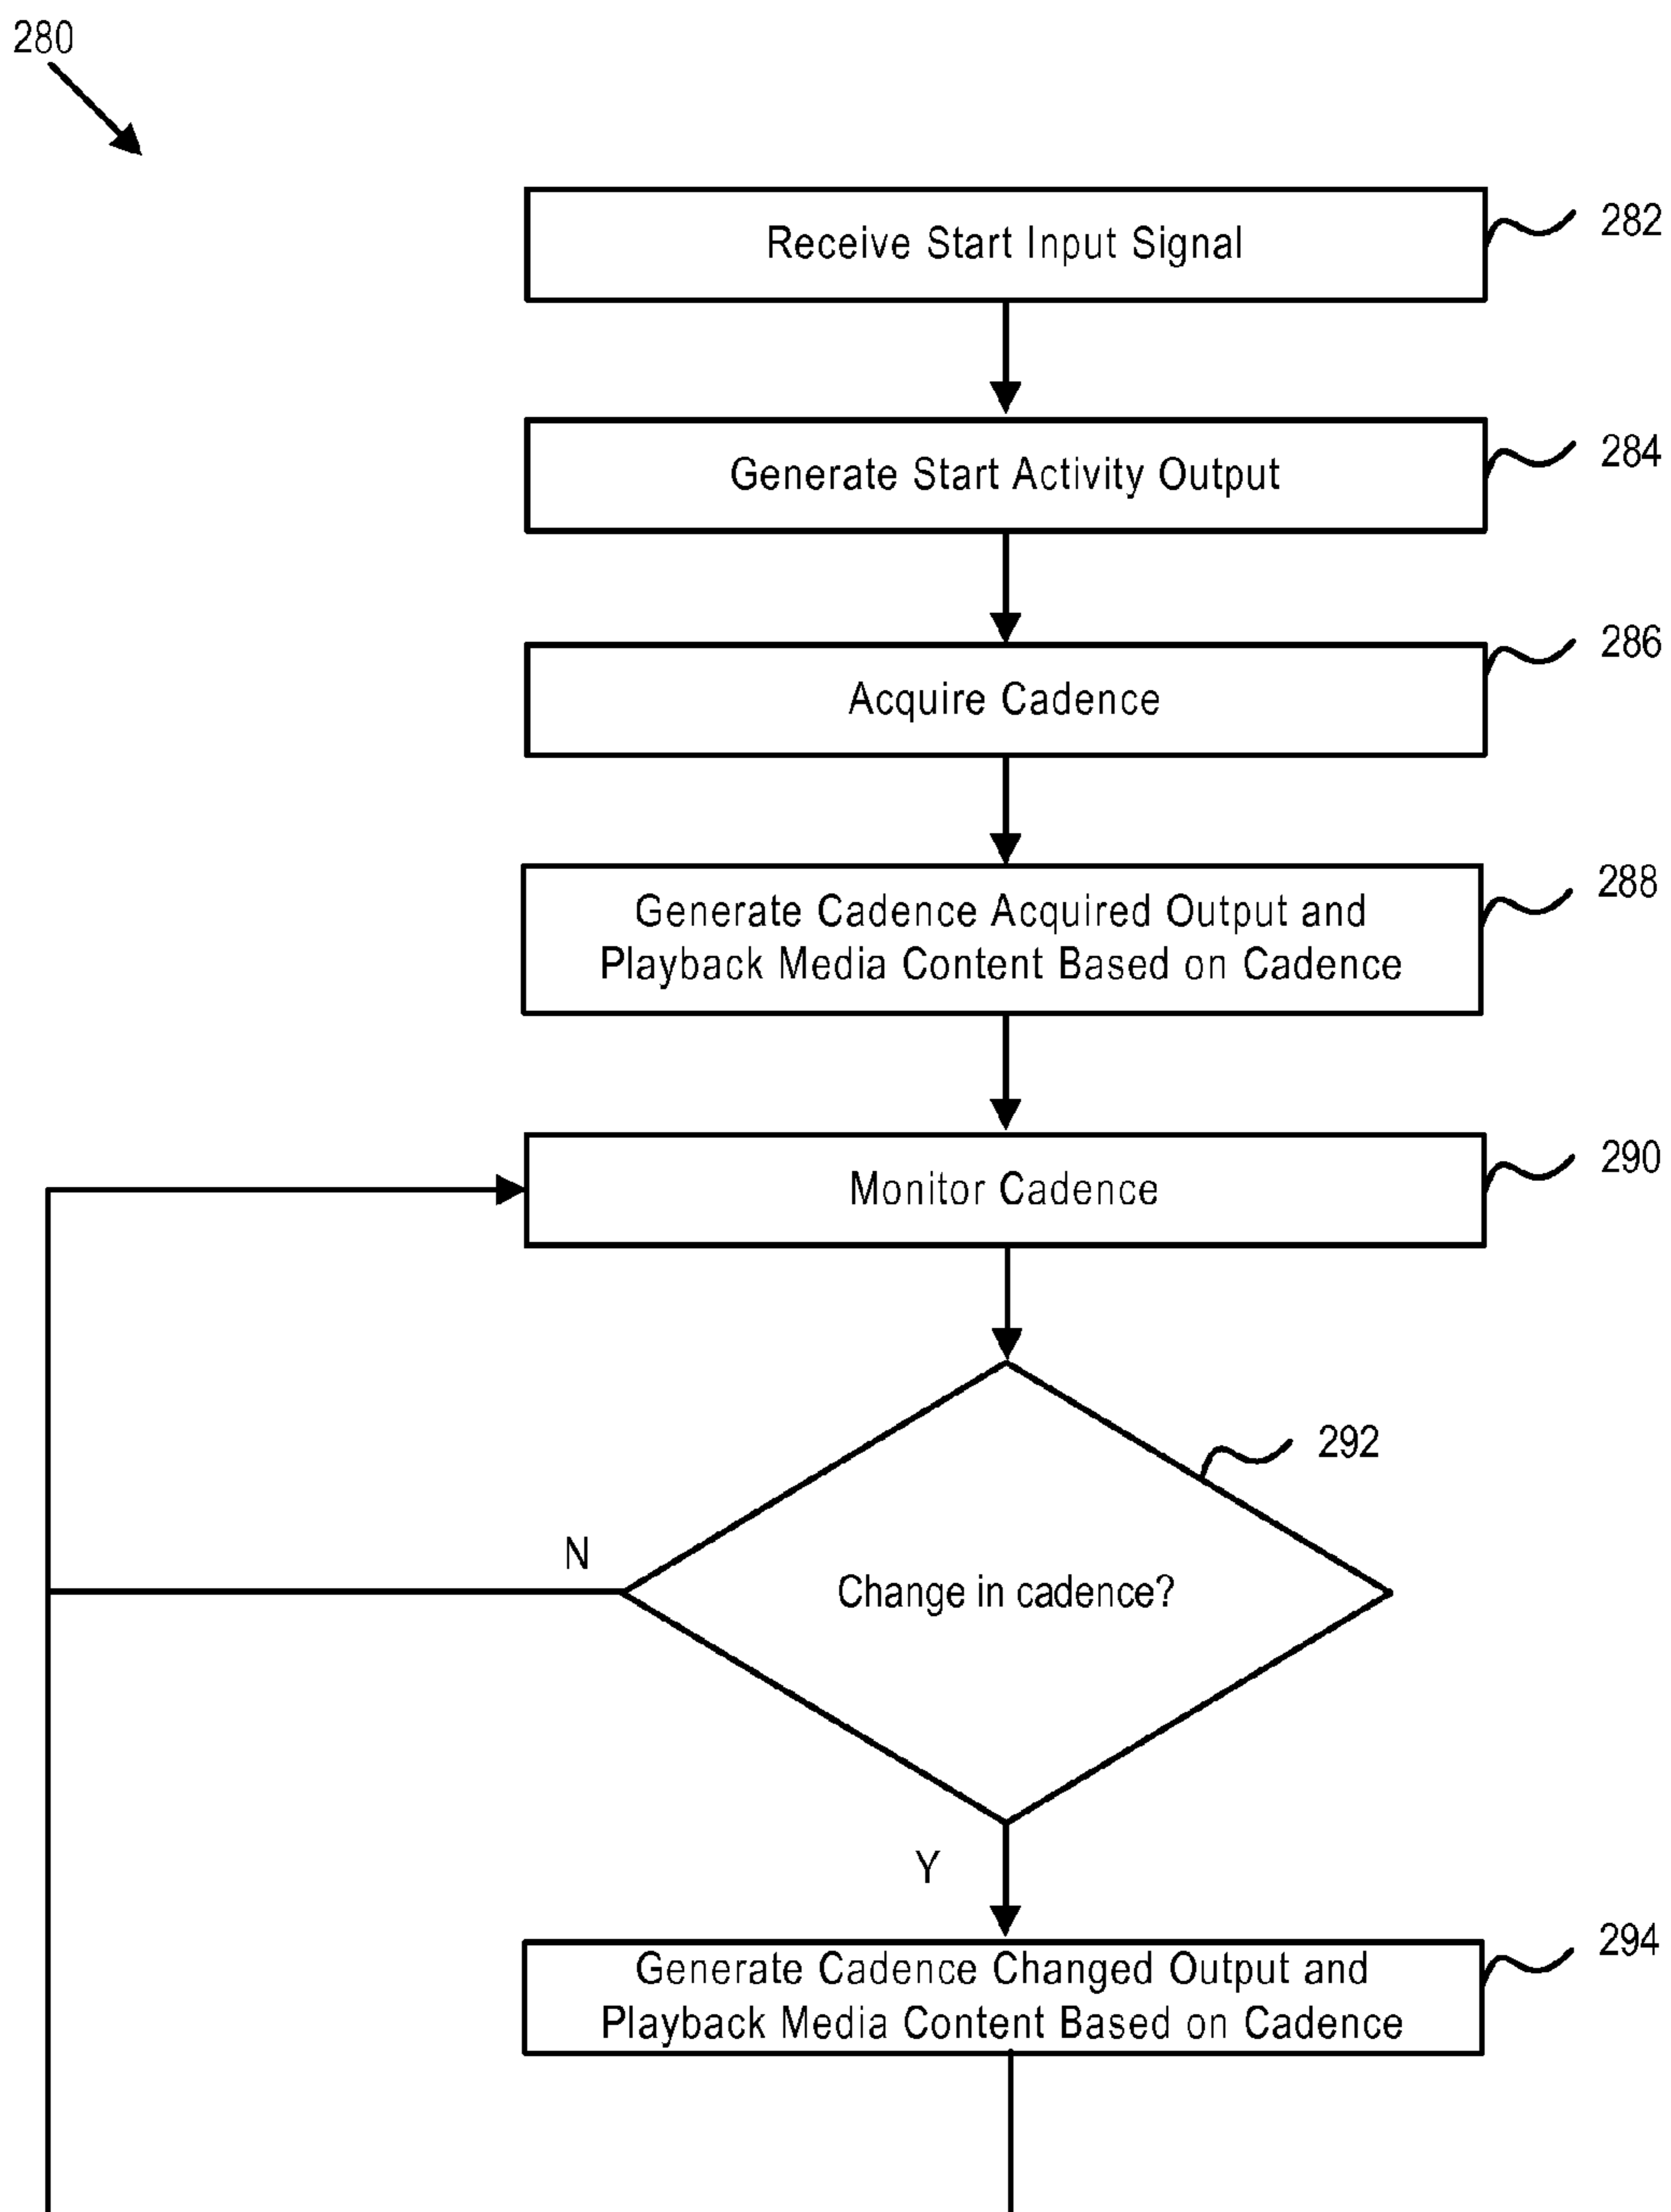 280
Receive Start Input Signal
282
Generate Start Activity Output
284
Acquire Cadence
286
Generate Cadence Acquired Output and
Playback Media Content Based on Cadence
288
Monitor Cadence
290
292
N
Change in cadence?
Y
Generate Cadence Changed Output and
Playback Media Content Based on Cadence
294